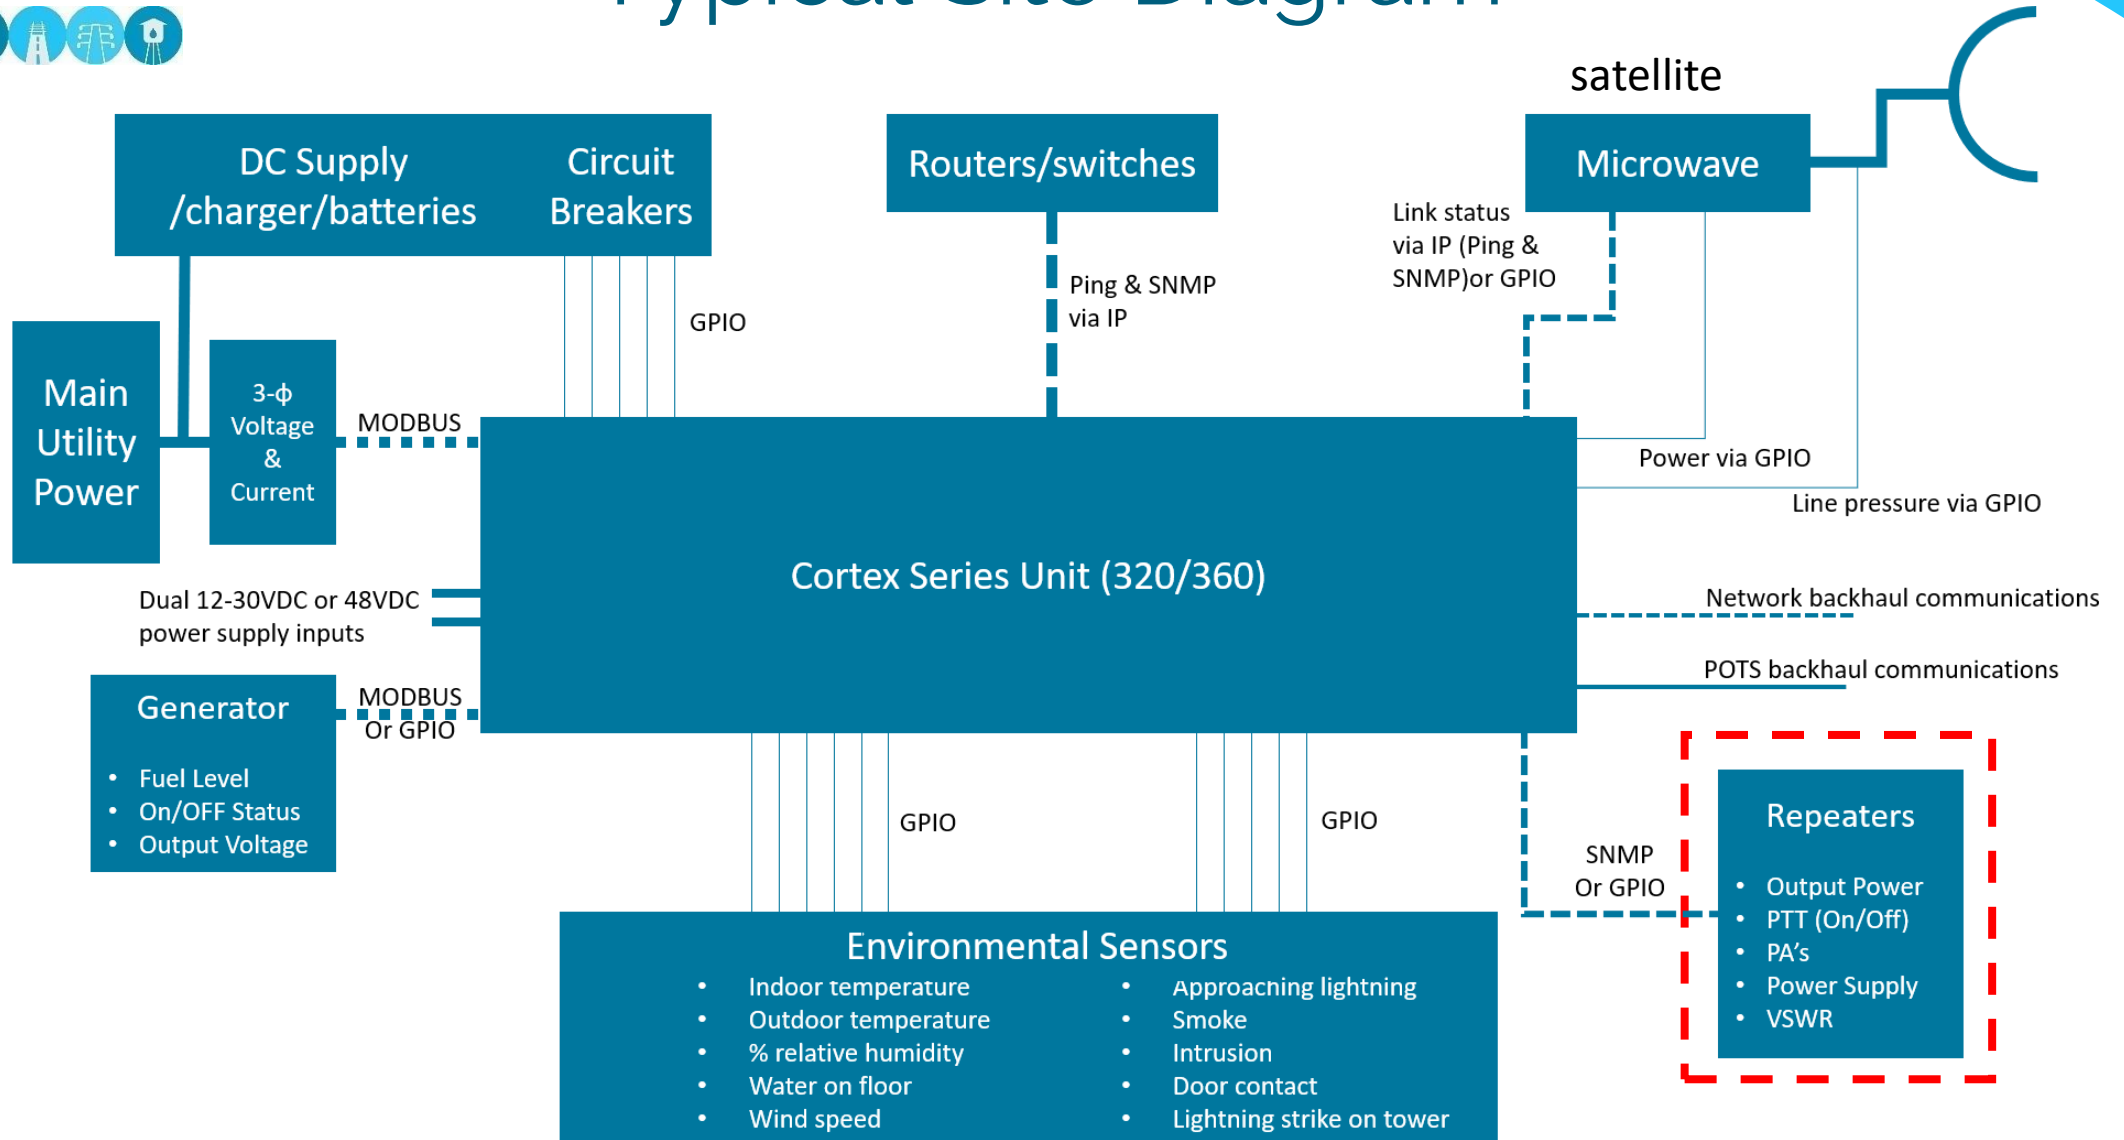 Typical Site Diagram
satellite
DC Supply
/charger/batteries
Circuit
Breakers
Routers/switches
Microwave
Link status
via IP (Ping &
SNMP)or GPIO
Ping & SNMP
via IP
GPIO
Main
Utility
Power
3-ф
Voltage
&
Current
MODBUS
Power via GPIO
Line pressure via GPIO
Cortex Series Unit (320/360)
Dual 12-30VDC or 48VDC
power supply inputs
Network backhaul communications
POTS backhaul communications
Generator
• Fuel Level
• On/OFF Status
• Output Voltage
MODBUS
Or GPIO
GPIO
GPIO
SNMP
Or GPIO
Repeaters
• Output Power
• PTT (On/Off)
• PA’s
• Power Supply
• VSWR
Environmental Sensors
• Indoor temperature
• Outdoor temperature
• % relative humidity
• Water on floor
• Wind speed
• Approaching lightning
• Smoke
• Intrusion
• Door contact
• Lightning strike on tower